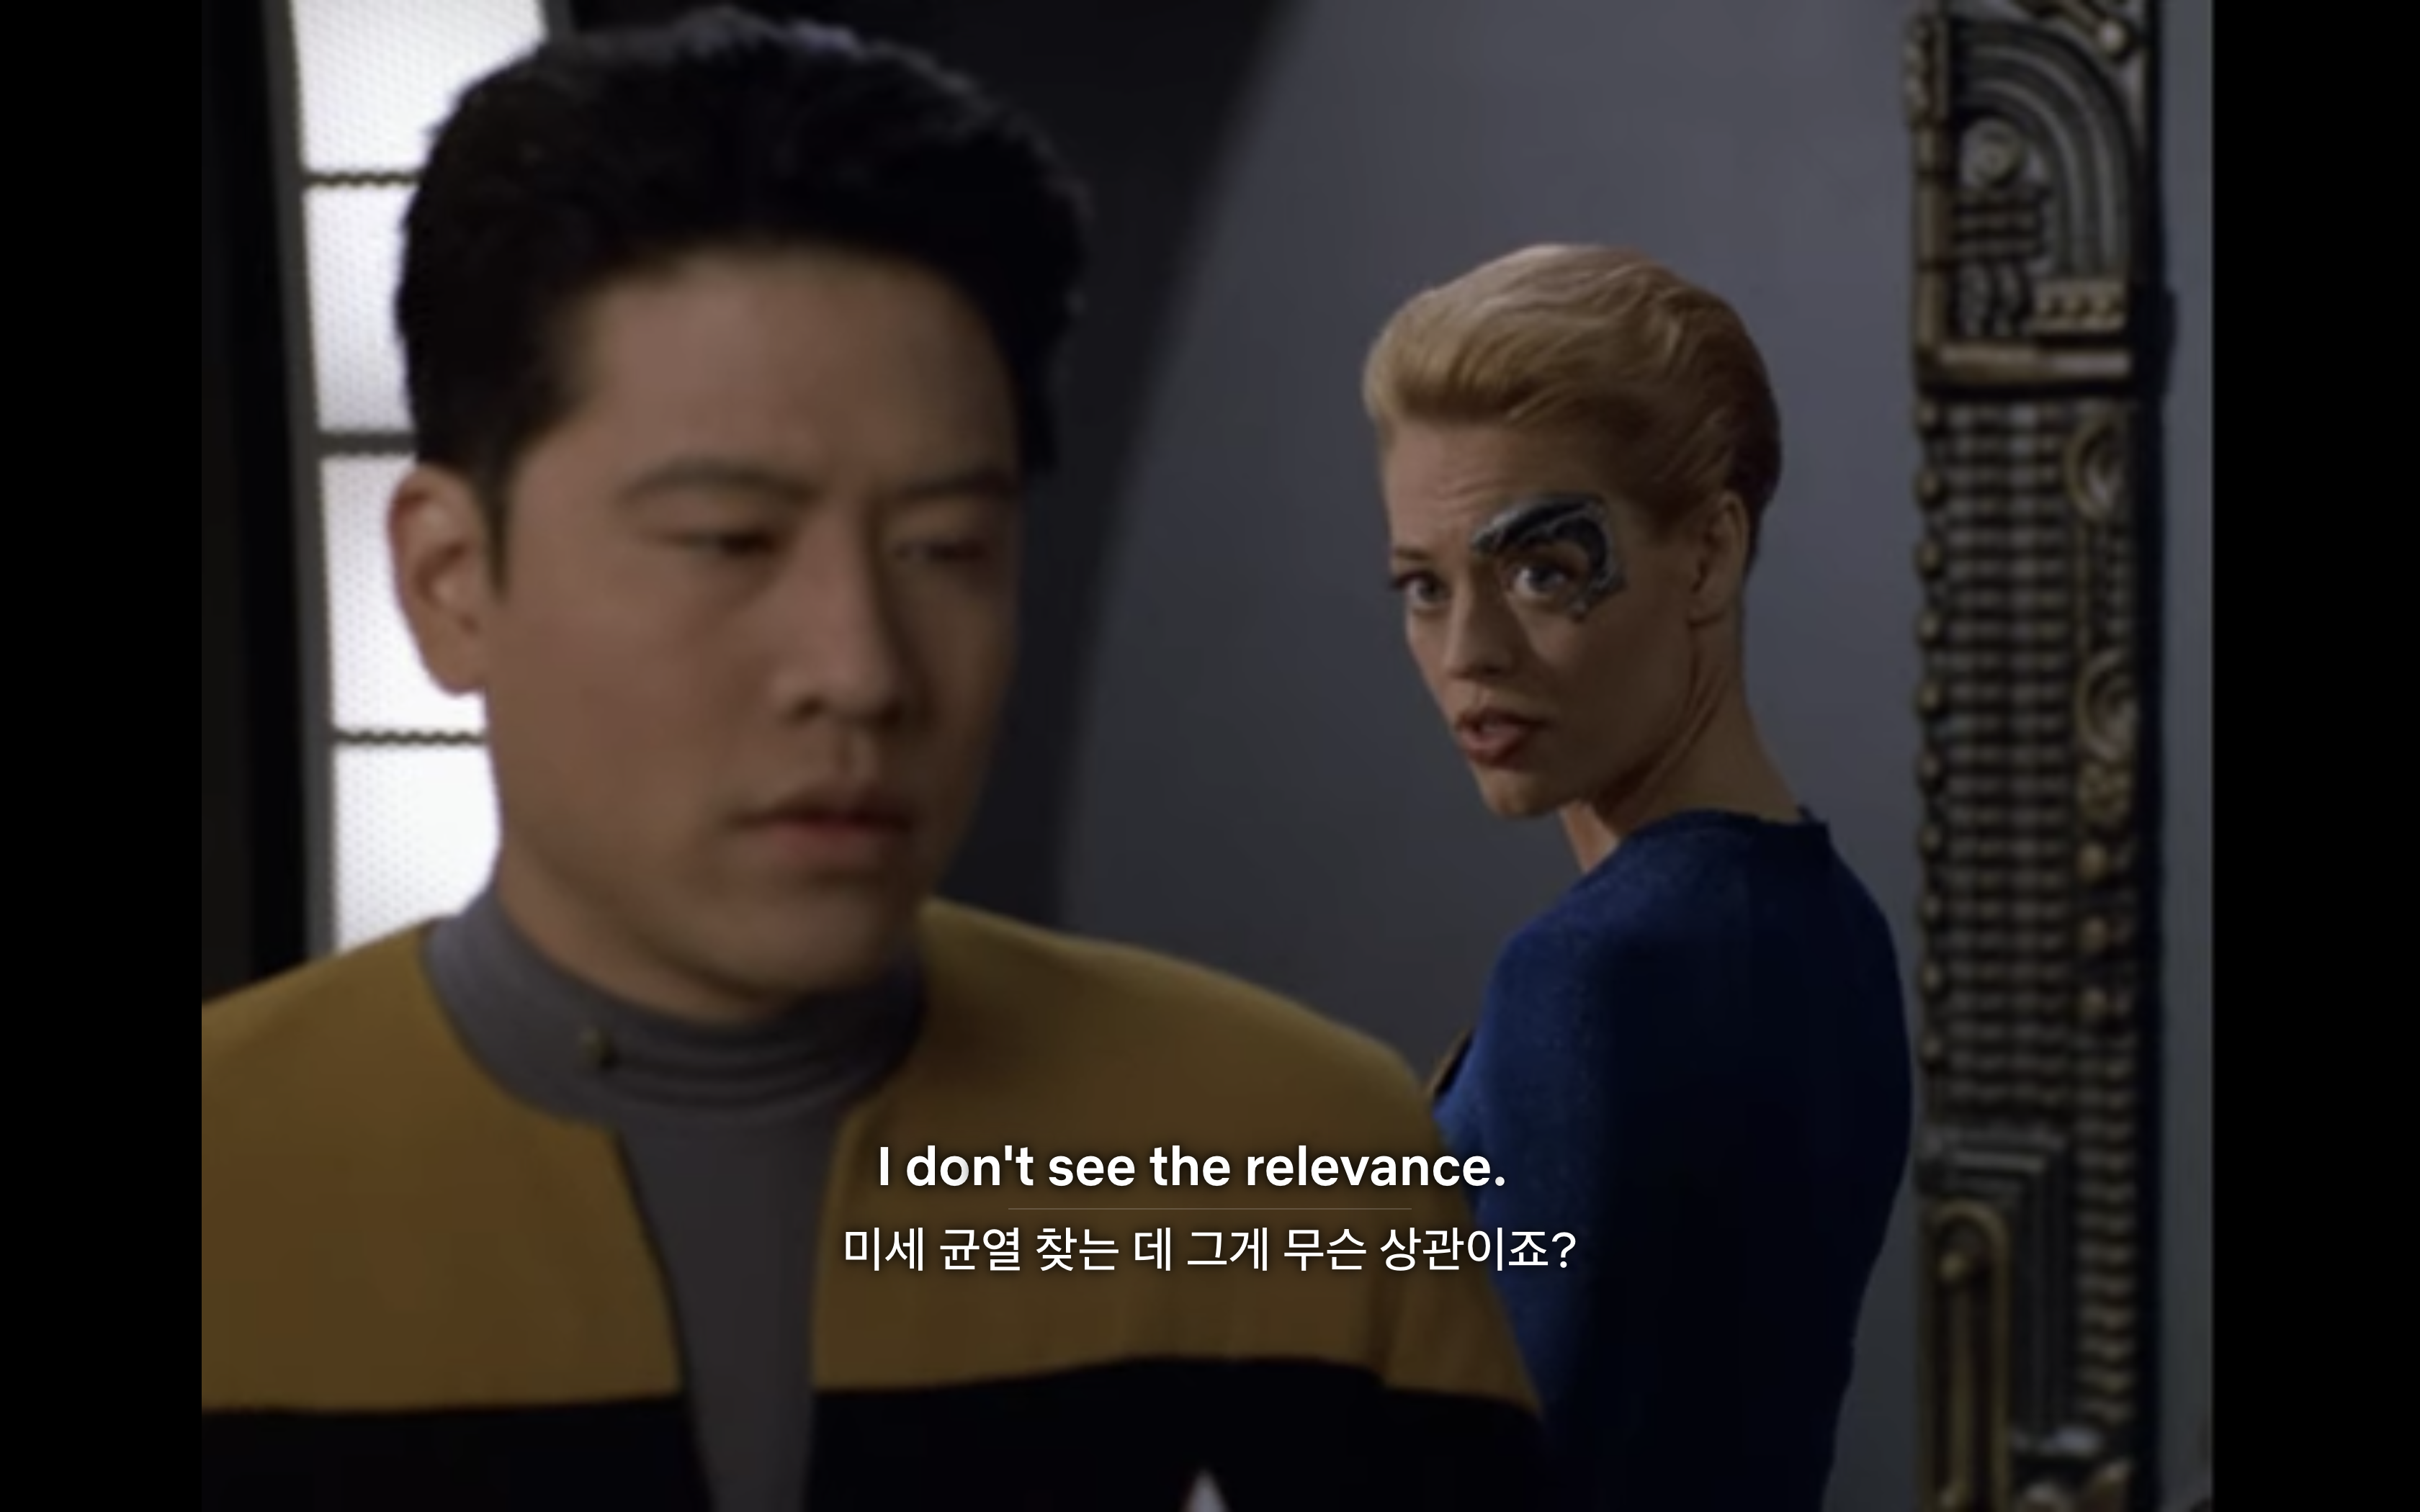 I don't see the relevance.
미세 균열 찾는 데 그게 무슨 상관이죠?